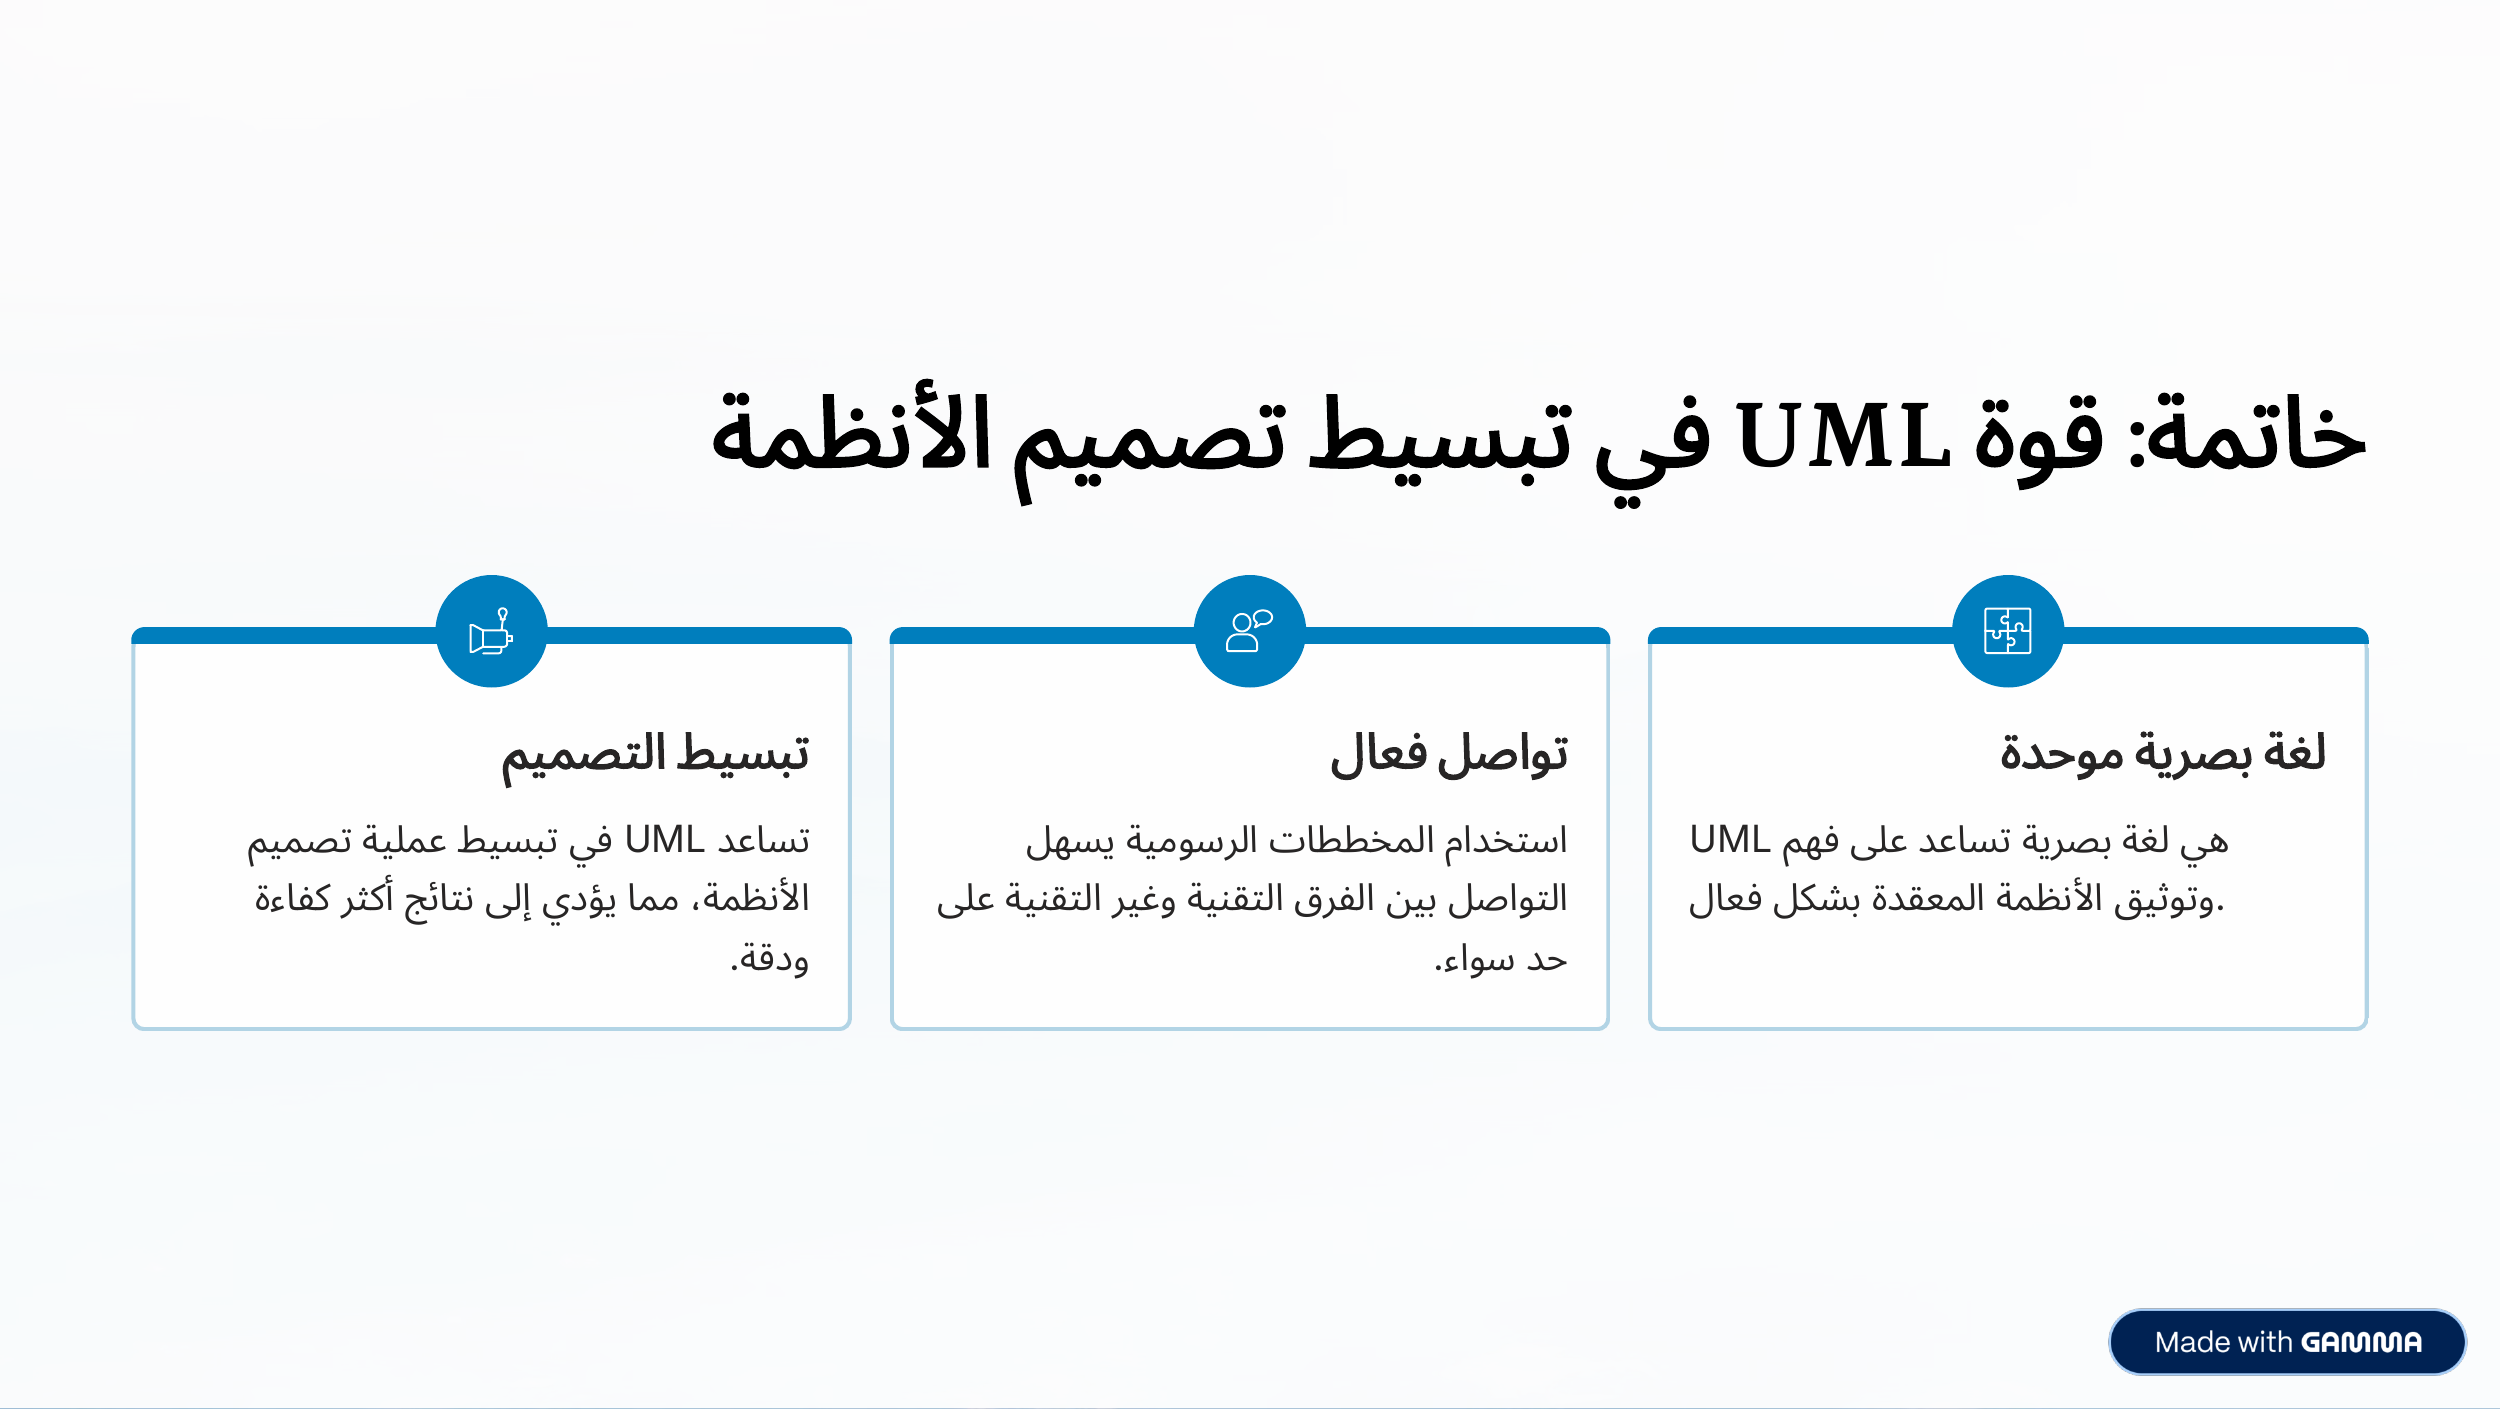 خاتمة: قوة UML في تبسيط تصميم الأنظمة
لغة بصرية موحدة
UML هي لغة بصرية تساعد على فهم
وتوثيق الأنظمة المعقدة بشكل فعال.
تواصل فعال
استخدام المخططات الرسومية يسهل
التواصل بين الفرق التقنية وغير التقنية على
حد سواء.
تبسيط التصميم
تساعد UML في تبسيط عملية تصميم
الأنظمة، مما يؤدي إلى نتائج أكثر كفاءة
ودقة.
Made with GAMMA